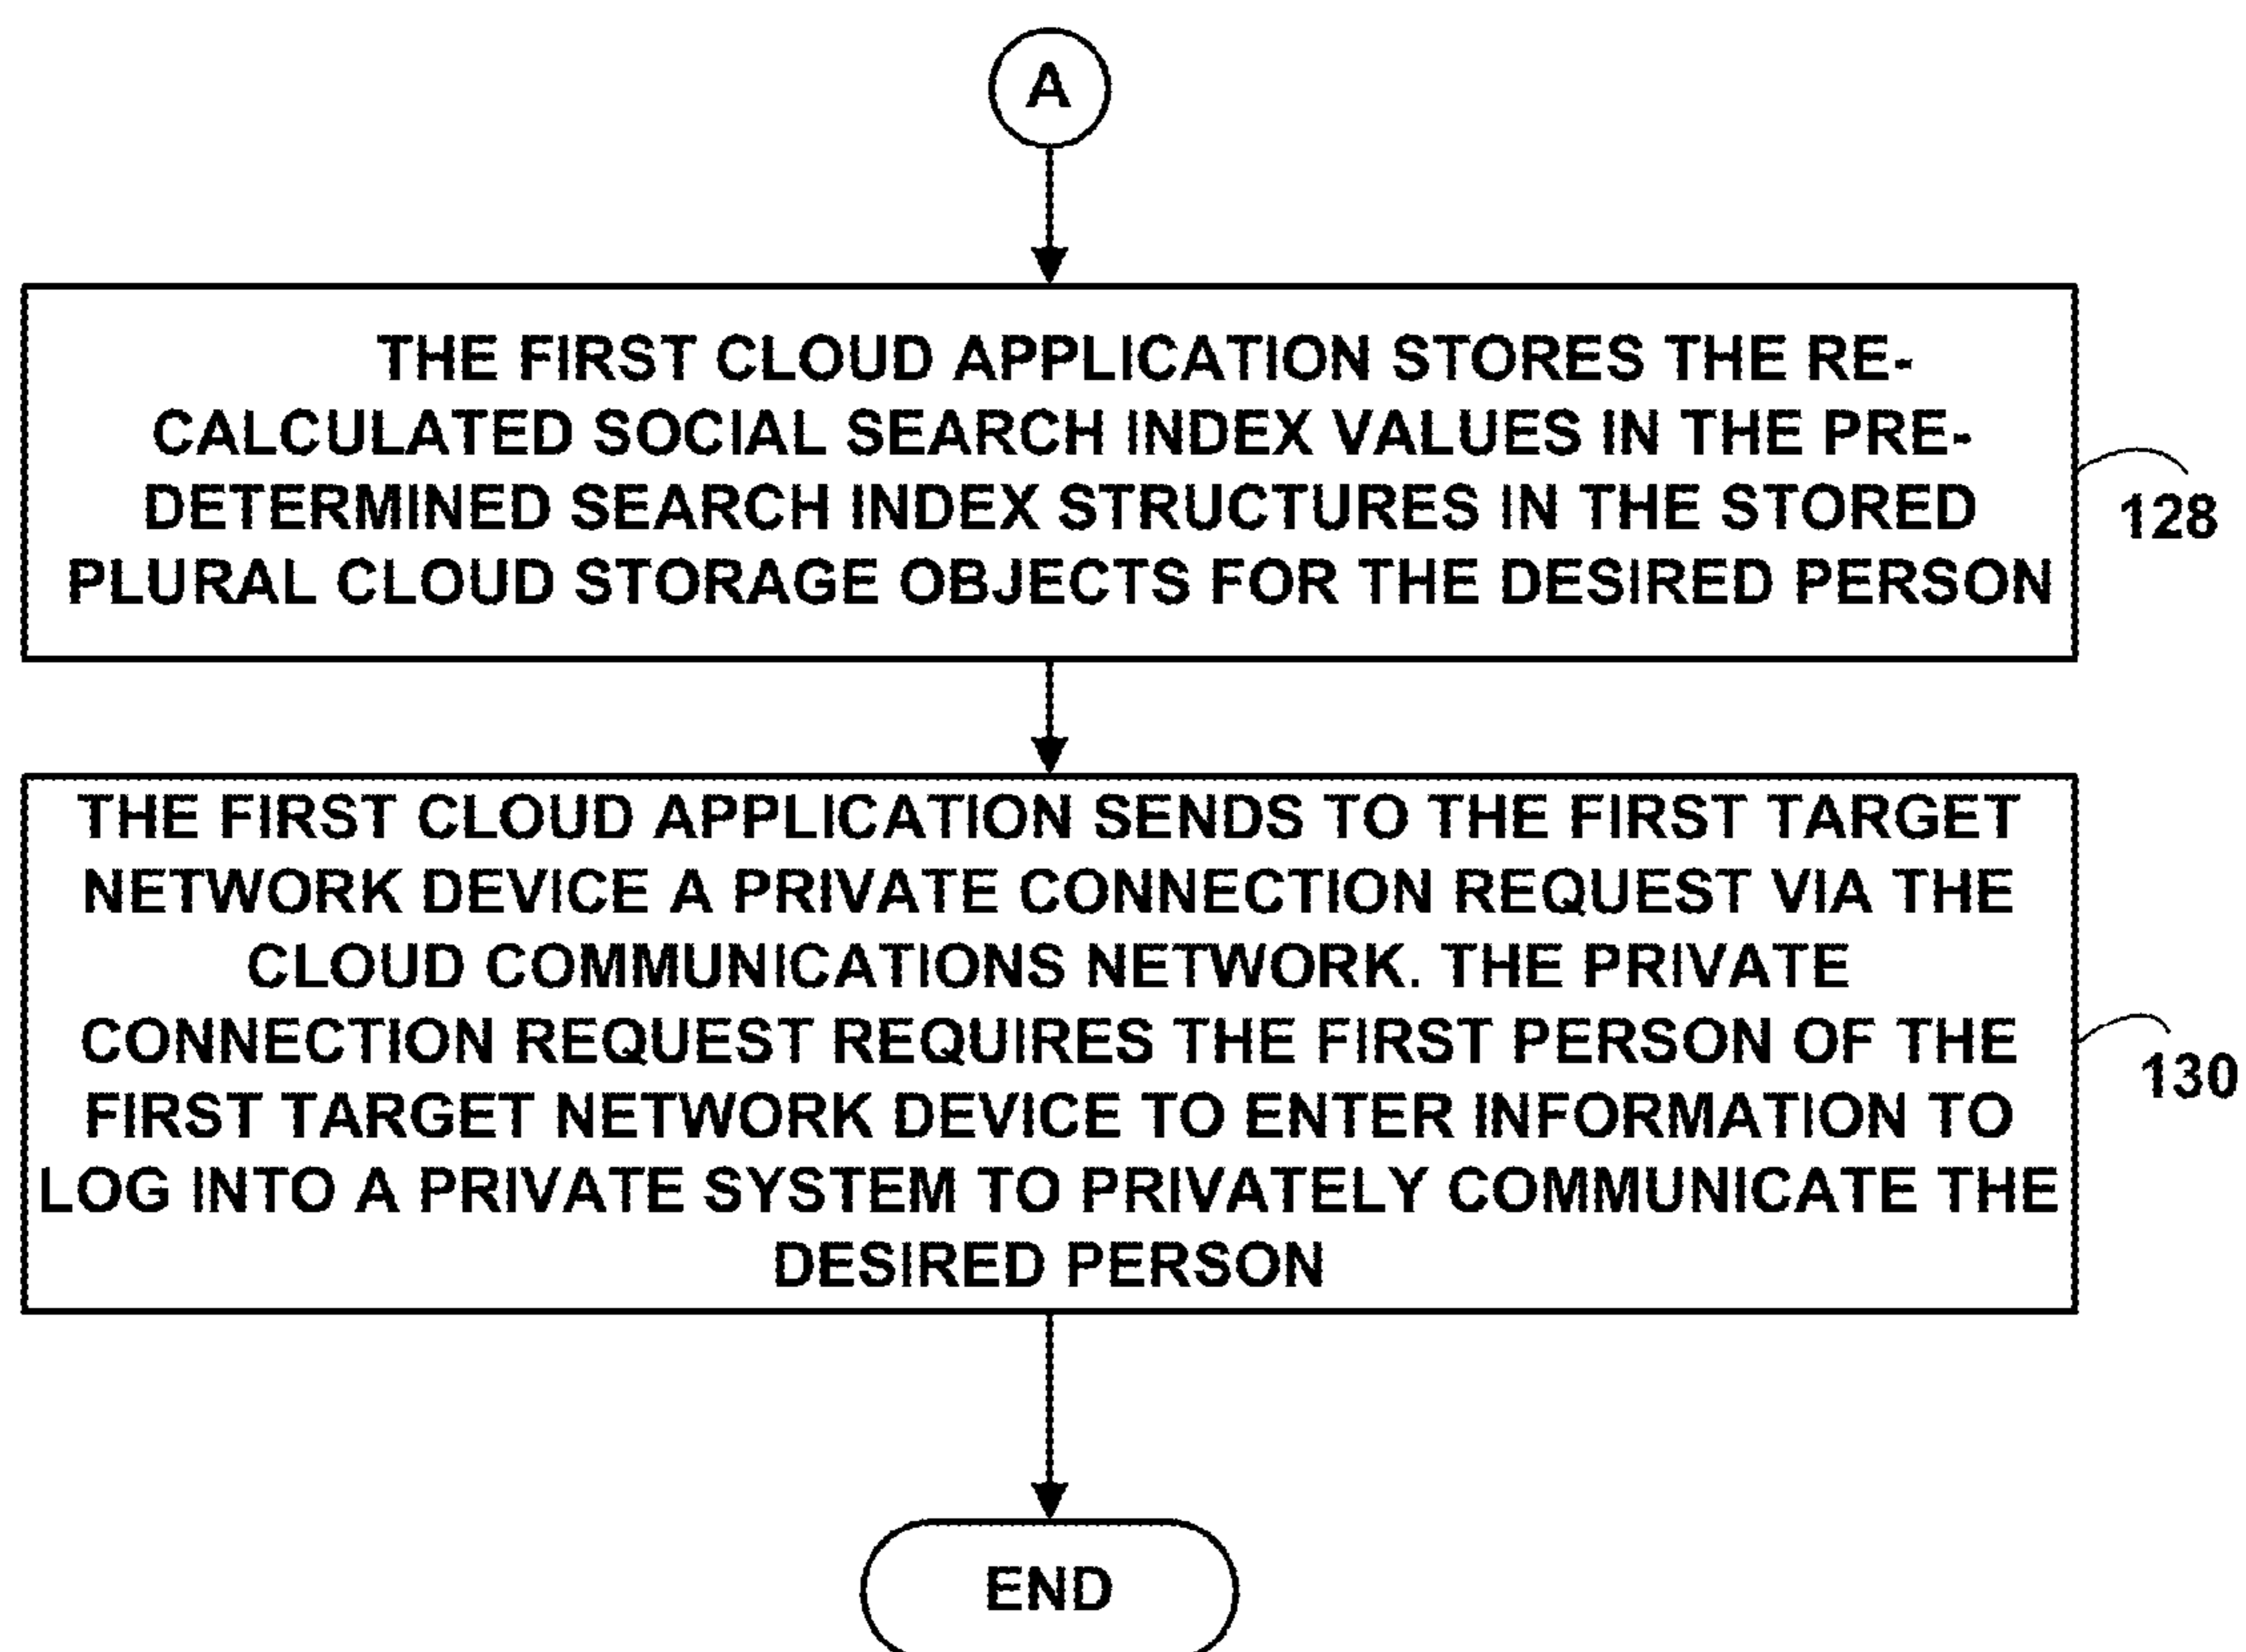 A
THE FIRST CLOUD APPLICATION STORES THE RE-
CALCULATED SOCIAL SEARCH INDEX VALUES IN THE PRE-
DETERMINED SEARCH INDEX STRUCTURES IN THE STORED
PLURAL CLOUD STORAGE OBJECTS FOR THE DESIRED PERSON
128
THE FIRST CLOUD APPLICATION SENDS TO THE FIRST TARGET
NETWORK DEVICE A PRIVATE CONNECTION REQUEST VIA THE
CLOUD COMMUNICATIONS NETWORK. THE PRIVATE
CONNECTION REQUEST REQUIRES THE FIRST PERSON OF THE
FIRST TARGET NETWORK DEVICE TO ENTER INFORMATION TO
LOG INTO A PRIVATE SYSTEM TO PRIVATELY COMMUNICATE THE
DESIRED PERSON
130
END